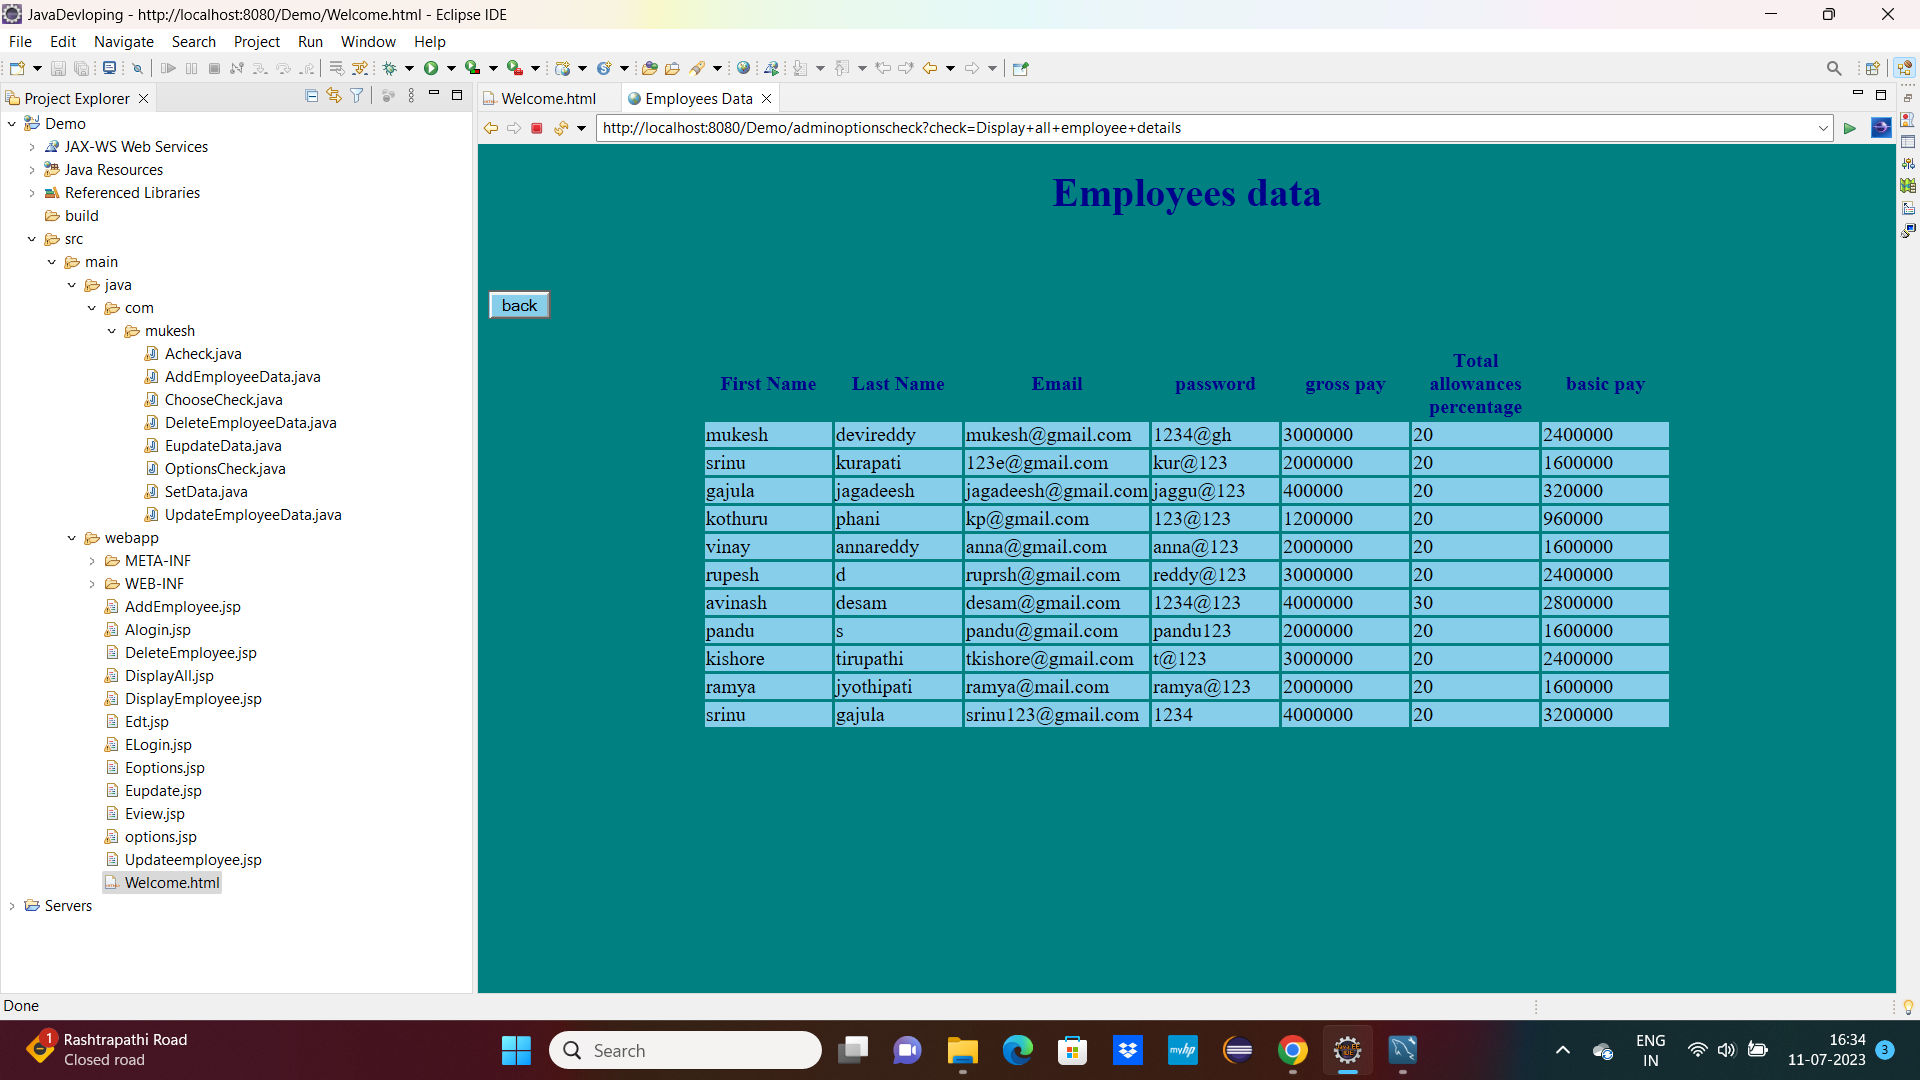 JavaDevloping - http://localhost:8080/Demo/Welcome.html - Eclipse IDE
File Edit Navigate Search Project Run Window Help
Project Explorer
Demo
JAX-WS Web Services
Java Resources
Referenced Libraries
build
src
main
java
com
mukesh
Acheck.java
AddEmployeeData.java
ChooseCheck.java
DeleteEmployeeData.java
EupdateData.java
OptionsCheck.java
SetData.java
UpdateEmployeeData.java
webapp
META-INF
WEB-INF
AddEmployee.jsp
Alogin.jsp
DeleteEmployee.jsp
DisplayAll.jsp
DisplayEmployee.jsp
Edt.jsp
ELogin.jsp
Eoptions.jsp
Eupdate.jsp
Eview.jsp
options.jsp
Updateemployee.jsp
Welcome.html
Servers
Welcome.html Employees Data
http://localhost:8080/Demo/adminoptionscheck?check=Display+all+employee+details
Employees data
back
First Name Last Name Email password gross pay Total allowances percentage basic pay
mukesh devireddy mukesh@gmail.com 1234@gh 3000000 20 2400000
srinu kurapati 123e@gmail.com kur@123 2000000 20 1600000
gajula jagadeesh jagadeesh@gmail.com jaggu@123 400000 20 320000
kothuru phani kp@gmail.com 123@123 1200000 20 960000
vinay annareddy anna@gmail.com anna@123 2000000 20 1600000
rupesh d ruprsh@gmail.com reddy@123 3000000 20 2400000
avinash desam desam@gmail.com 1234@123 4000000 30 2800000
pandu s pandu@gmail.com pandu123 2000000 20 1600000
kishore tirupathi tkishore@gmail.com t@123 3000000 20 2400000
ramya jyothipati ramya@mail.com ramya@123 2000000 20 1600000
srinu gajula srinu123@gmail.com 1234 4000000 20 3200000
Done
1
Rashtrapathi Road
Closed road
Search
myhp
ENG
IN
16:34
11-07-2023
3